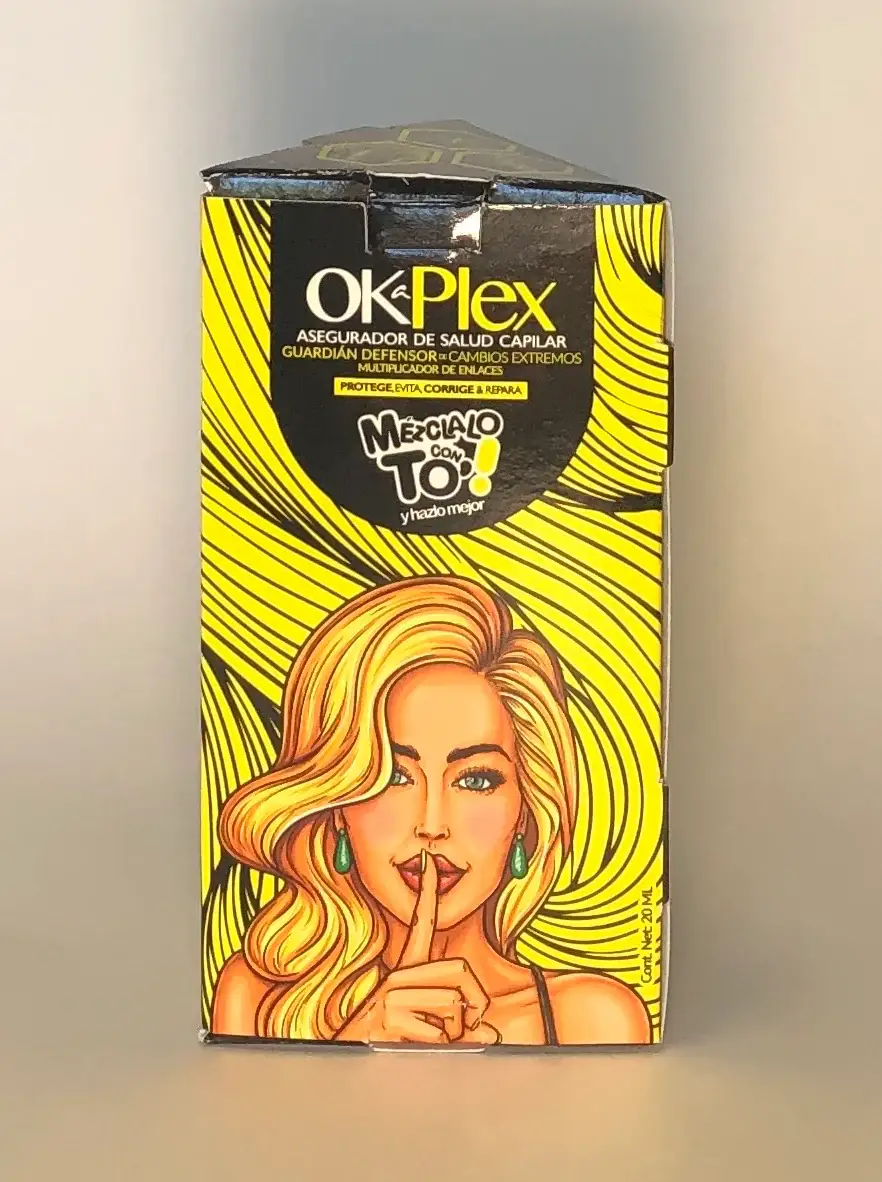 OKaPlex
ASEGURADOR DE SALUD CAPILAR
GUARDIÁN DEFENSOR DE CAMBIOS EXTREMOS
MULTIPLICADOR DE ENLACES
PROTEGE, EVITA, CORRIGE & REPARA
MÉZCLALO
CON
TO'!
y hazlo mejor
Cont. Net: 20 ML